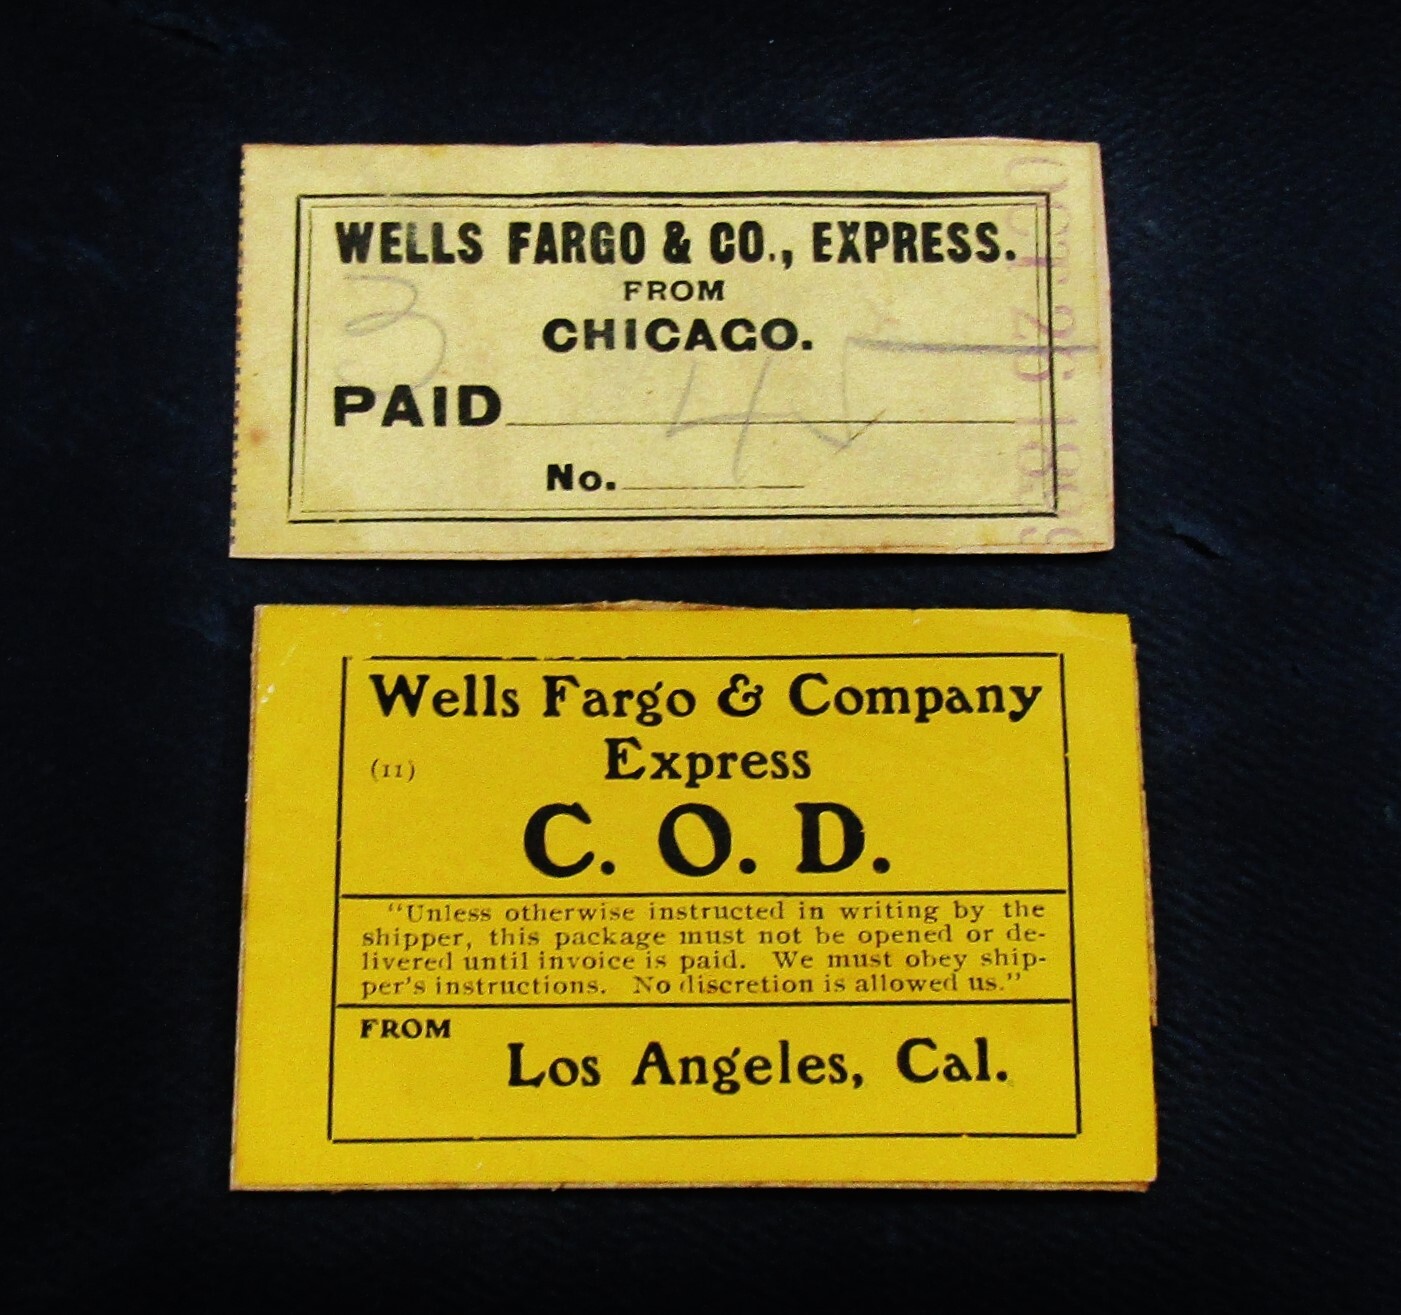 WELLS FARGO & CO., EXPRESS.
FROM
CHICAGO.
3
PAID
No.
Wells Fargo & Company
(11) Express
C. O. D.
"Unless otherwise instructed in writing by the
shipper, this package must not be opened or de-
livered until invoice is paid. We must obey ship-
per's instructions. No discretion is allowed us."
FROM
Los Angeles, Cal.